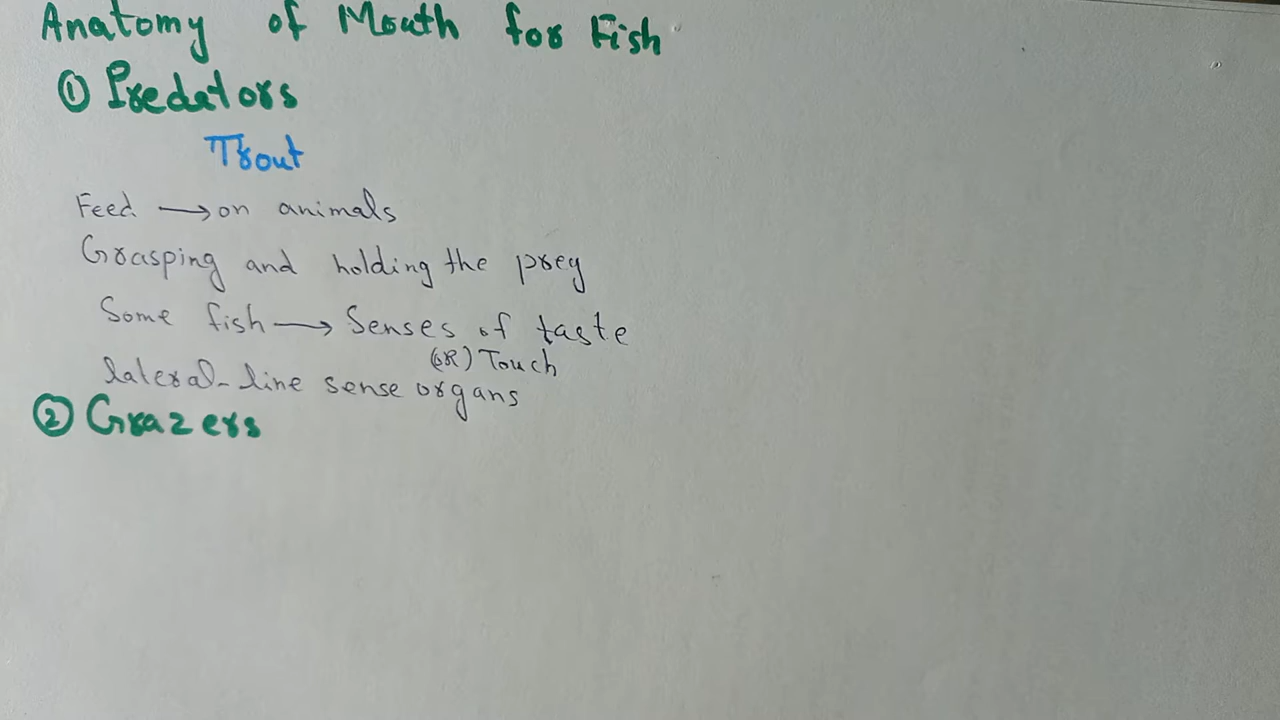 Anatomy of Mouth for Fish
① Predators
Trout
Feed → on animals
Grasping and holding the prey
Some fish → Senses of taste
(OR) Touch
lateral-line sense organs
② Grazers